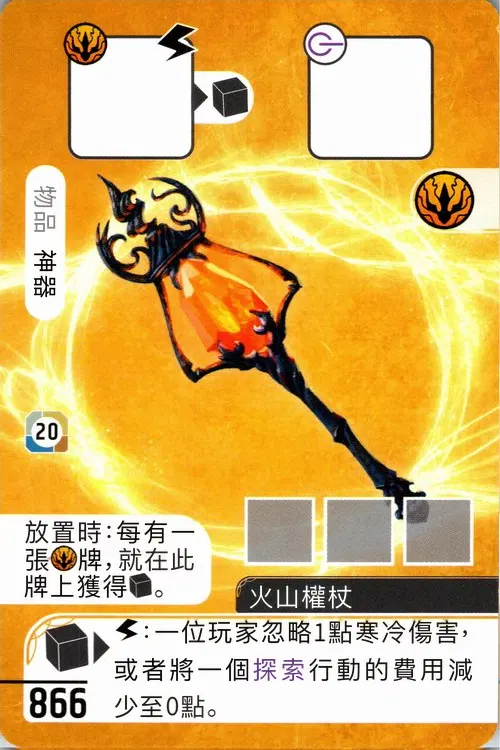 物品 神器
20
放置時:每有一
張牌,就在此
牌上獲得。
火山權杖
:一位玩家忽略1點寒冷傷害,
或者將一個探索行動的費用減
少至0點。
866